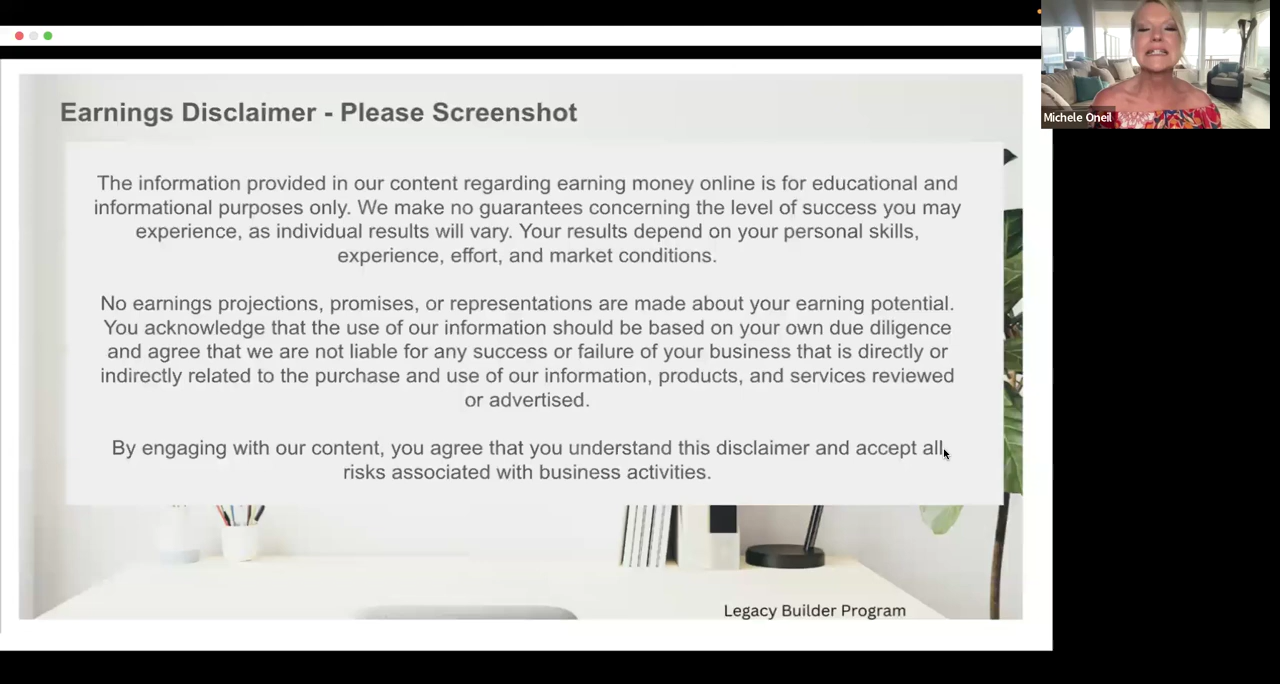 Michele Oneil
Earnings Disclaimer - Please Screenshot
The information provided in our content regarding earning money online is for educational and
informational purposes only. We make no guarantees concerning the level of success you may
experience, as individual results will vary. Your results depend on your personal skills,
experience, effort, and market conditions.
No earnings projections, promises, or representations are made about your earning potential.
You acknowledge that the use of our information should be based on your own due diligence
and agree that we are not liable for any success or failure of your business that is directly or
indirectly related to the purchase and use of our information, products, and services reviewed
or advertised.
By engaging with our content, you agree that you understand this disclaimer and accept all
risks associated with business activities.
Legacy Builder Program